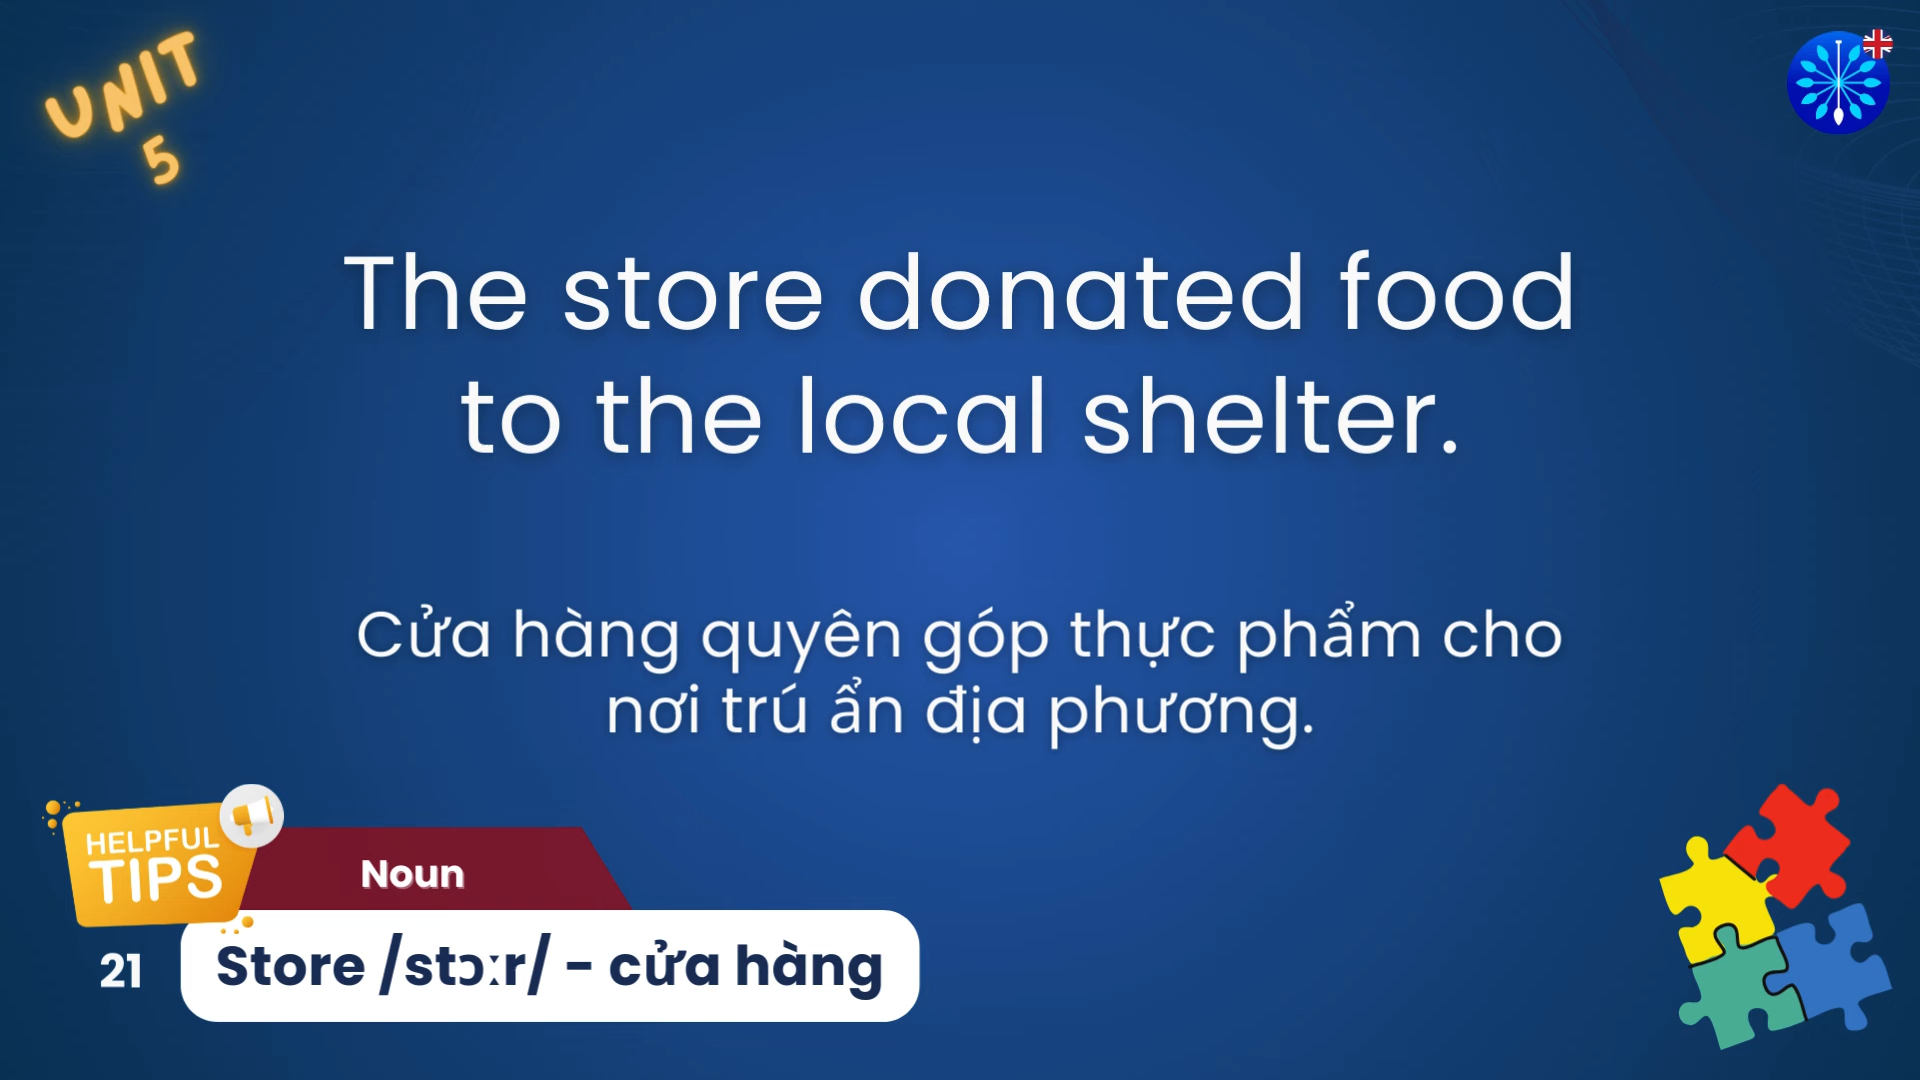 UNIT
5
The store donated food
to the local shelter.
Cửa hàng quyên góp thực phẩm cho
nơi trú ẩn địa phương.
HELPFUL
TIPS
Noun
21
Store /stɔːr/ - cửa hàng